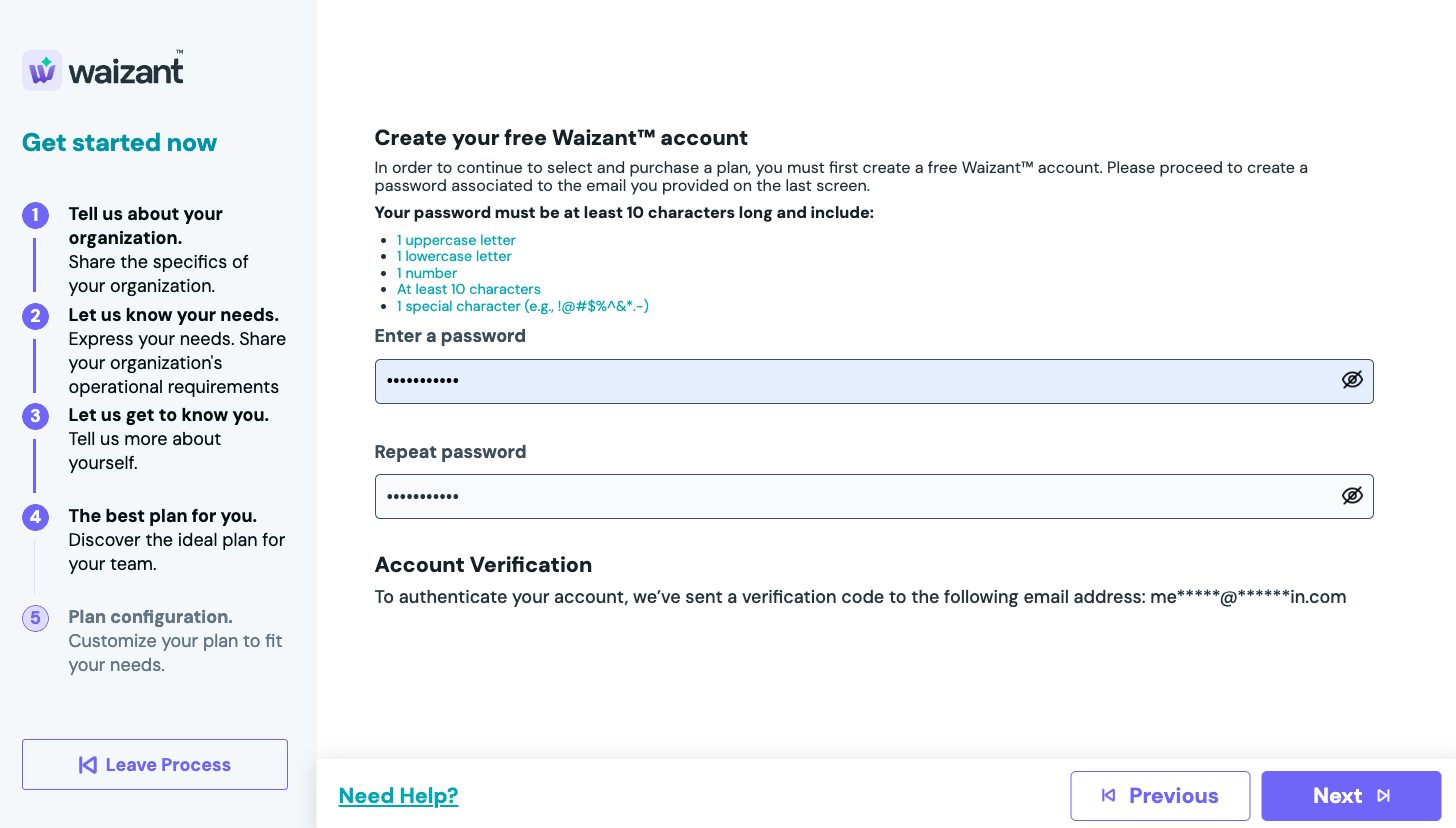 waizant™
Get started now
1
Tell us about your
organization.
Share the specifics of
your organization.
2
Let us know your needs.
Express your needs. Share
your organization's
operational requirements
3
Let us get to know you.
Tell us more about
yourself.
4
The best plan for you.
Discover the ideal plan for
your team.
5
Plan configuration.
Customize your plan to fit
your needs.
Leave Process
Create your free Waizant™ account
In order to continue to select and purchase a plan, you must first create a free Waizant™ account. Please proceed to create a
password associated to the email you provided on the last screen.
Your password must be at least 10 characters long and include:
• 1 uppercase letter
• 1 lowercase letter
• 1 number
• At least 10 characters
• 1 special character (e.g., !@#$%^&*.-)
Enter a password
•••••••••••
Repeat password
•••••••••••
Account Verification
To authenticate your account, we’ve sent a verification code to the following email address: me*****@******in.com
Need Help?
Previous
Next